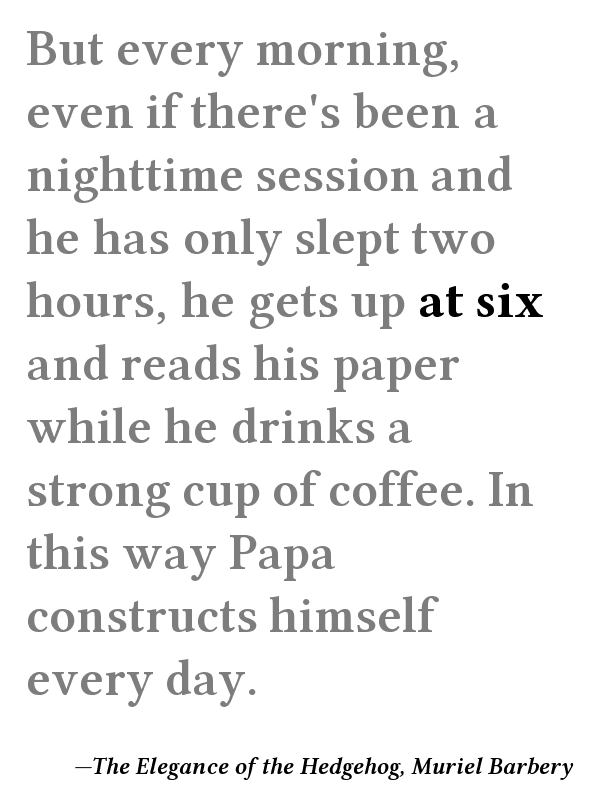 But every morning,
even if there's been a
nighttime session and
he has only slept two
hours, he gets up at six
and reads his paper
while he drinks a
strong cup of coffee. In
this way Papa
constructs himself
every day.
—The Elegance of the Hedgehog, Muriel Barbery